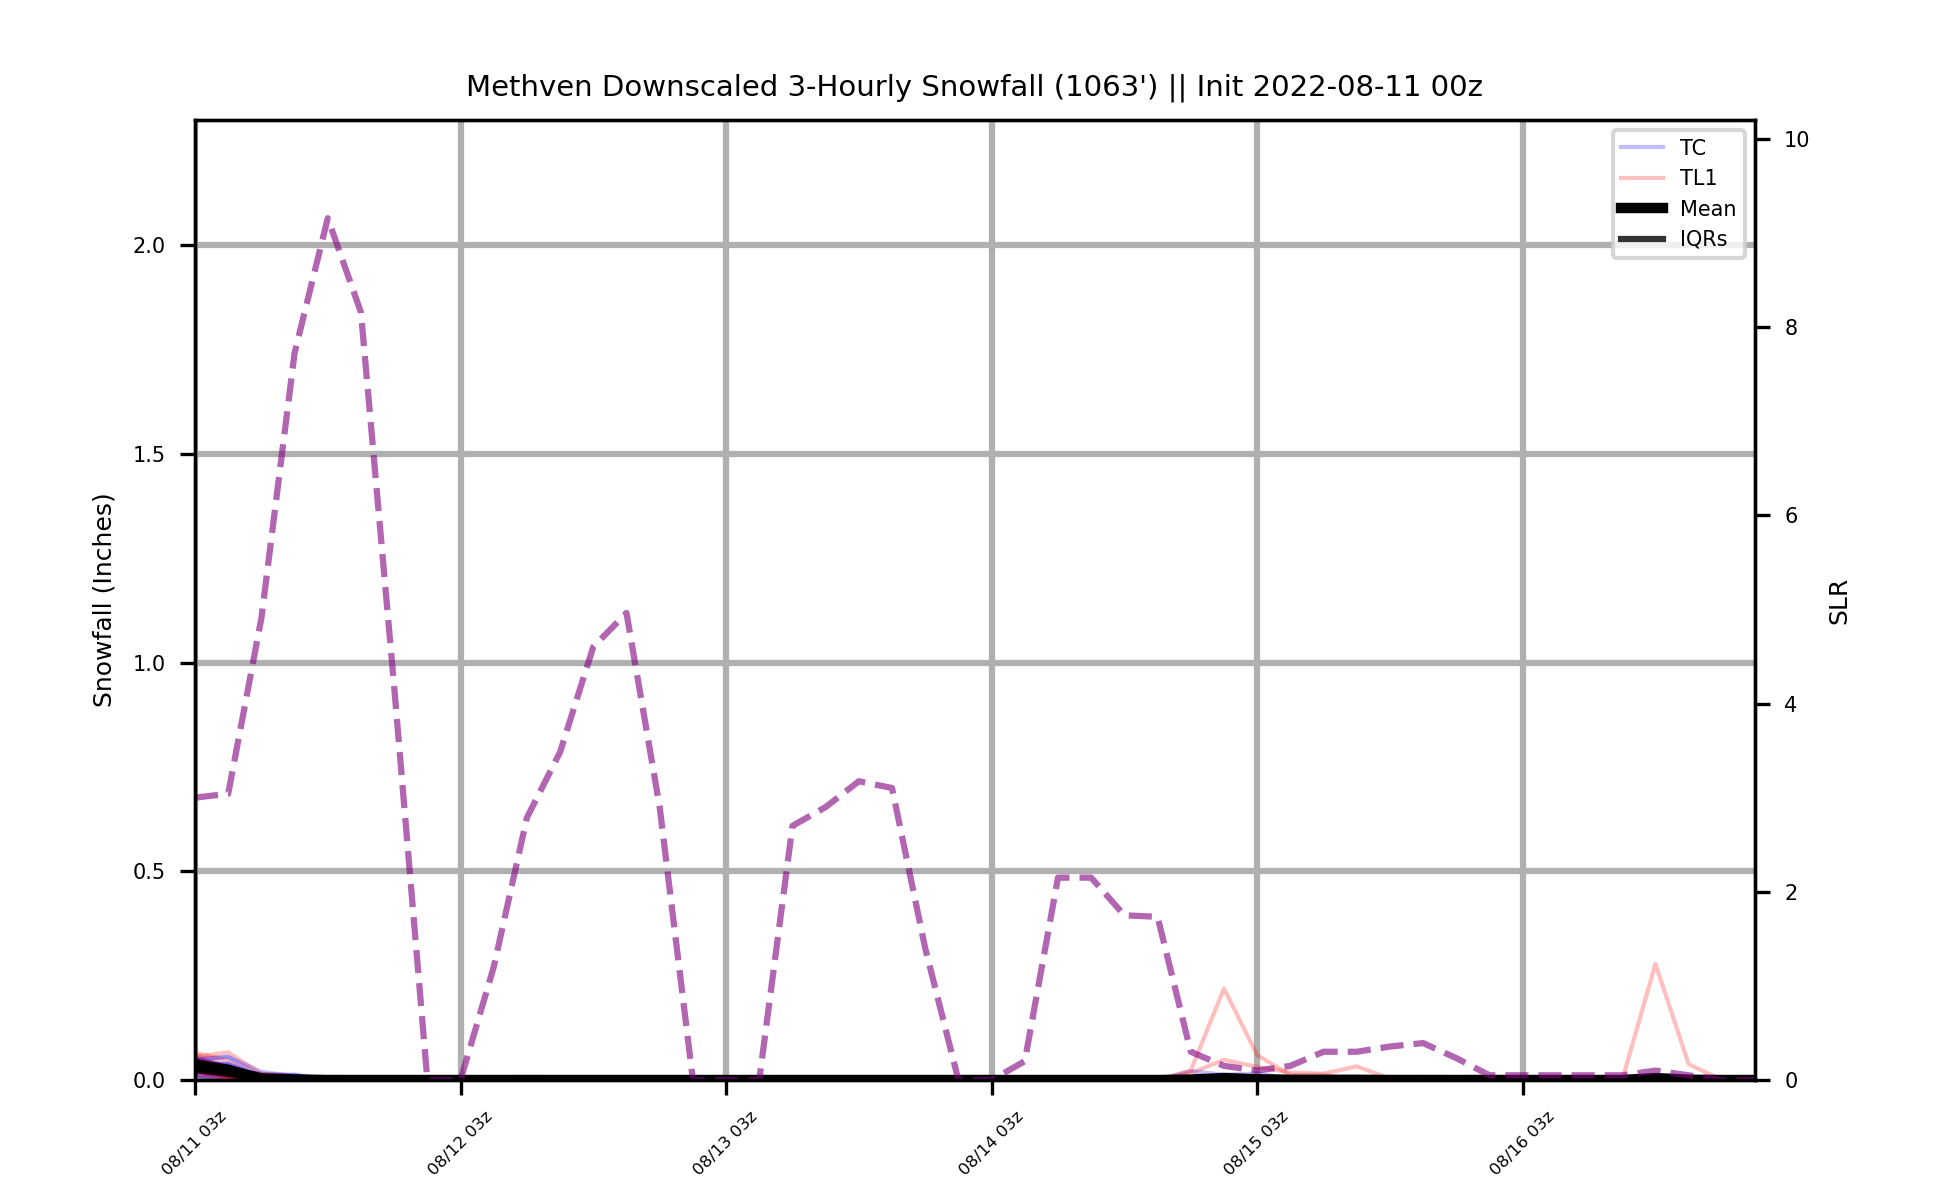 Methven Downscaled 3-Hourly Snowfall (1063') || Init 2022-08-11 00z
TC
TL1
Mean
IQRs
Snowfall (Inches)
2.0
1.5
1.0
0.5
0.0
10
8
6
4
2
0
SLR
08/11 03z
08/12 03z
08/13 03z
08/14 03z
08/15 03z
08/16 03z